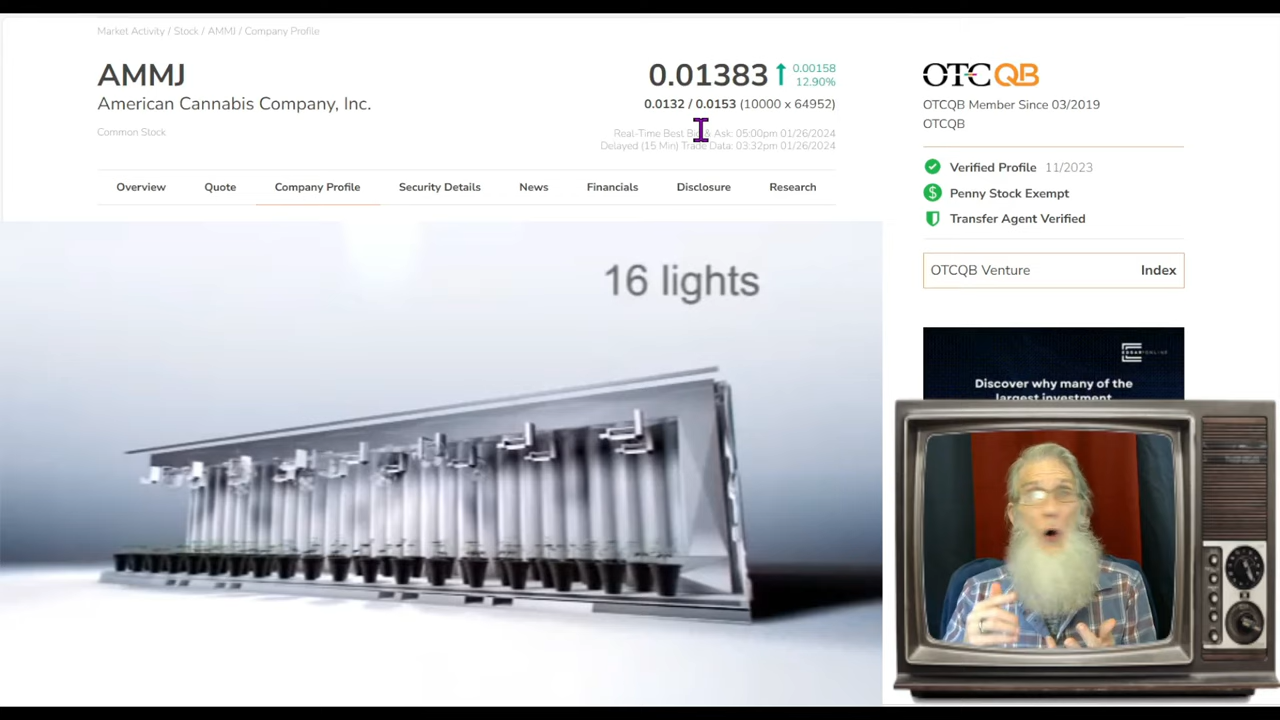 Market Activity / Stock / AMMJ / Company Profile
AMMJ
American Cannabis Company, Inc.
Common Stock
0.01383
0.00158
12.90%
0.0132 / 0.0153 (10000 x 64952)
Real-Time Best Bid & Ask: 05:00pm 01/26/2024
Delayed (15 Min) Trade Data: 03:32pm 01/26/2024
Overview Quote Company Profile Security Details News Financials Disclosure Research
OTCQB
OTCQB Member Since 03/2019
OTCQB
Verified Profile 11/2023
Penny Stock Exempt
Transfer Agent Verified
OTCQB Venture Index
16 lights
Discover why many of the
largest investment